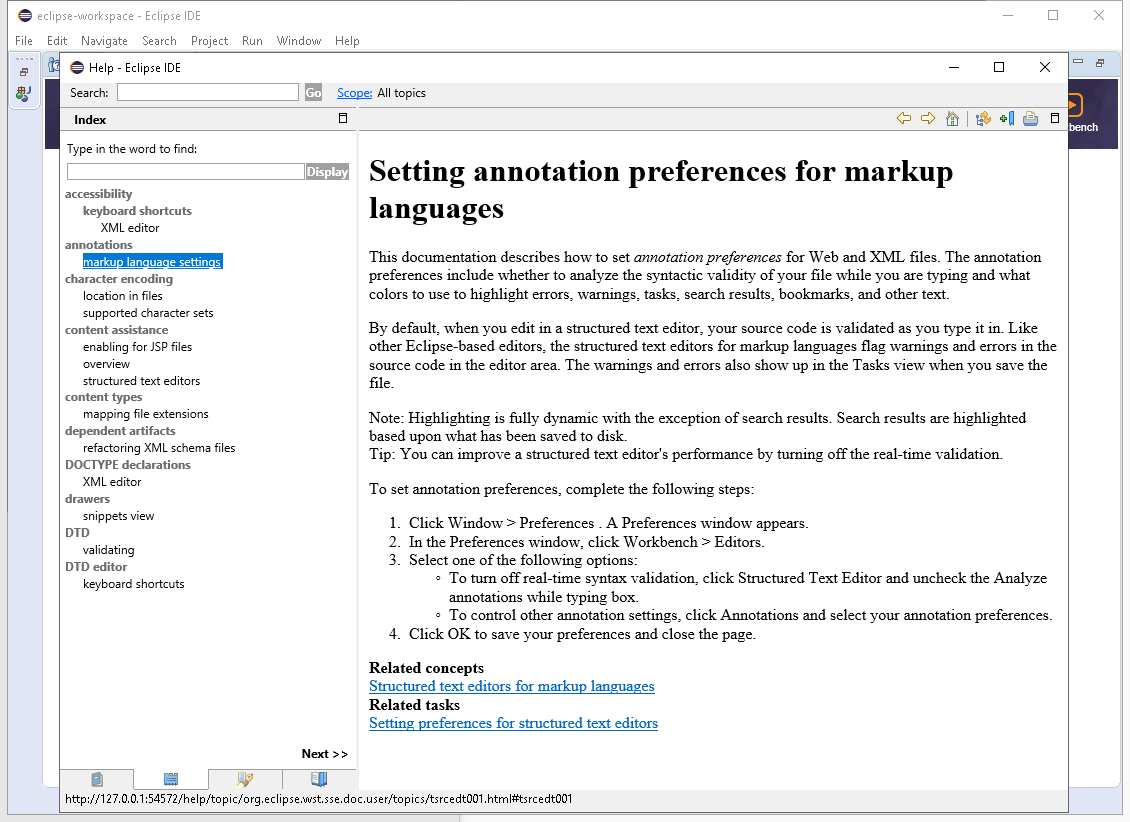 eclipse-workspace - Eclipse IDE
File Edit Navigate Search Project Run Window Help
Help - Eclipse IDE
Search: Go Scope: All topics
Index
bench
Type in the word to find:
Display
accessibility
keyboard shortcuts
XML editor
annotations
markup language settings
character encoding
location in files
supported character sets
content assistance
enabling for JSP files
overview
structured text editors
content types
mapping file extensions
dependent artifacts
refactoring XML schema files
DOCTYPE declarations
XML editor
drawers
snippets view
DTD
validating
DTD editor
keyboard shortcuts
Next >>
Setting annotation preferences for markup
languages
This documentation describes how to set annotation preferences for Web and XML files. The annotation
preferences include whether to analyze the syntactic validity of your file while you are typing and what
colors to use to highlight errors, warnings, tasks, search results, bookmarks, and other text.
By default, when you edit in a structured text editor, your source code is validated as you type it in. Like
other Eclipse-based editors, the structured text editors for markup languages flag warnings and errors in the
source code in the editor area. The warnings and errors also show up in the Tasks view when you save the
file.
Note: Highlighting is fully dynamic with the exception of search results. Search results are highlighted
based upon what has been saved to disk.
Tip: You can improve a structured text editor's performance by turning off the real-time validation.
To set annotation preferences, complete the following steps:
1. Click Window > Preferences . A Preferences window appears.
2. In the Preferences window, click Workbench > Editors.
3. Select one of the following options:
◦ To turn off real-time syntax validation, click Structured Text Editor and uncheck the Analyze
annotations while typing box.
◦ To control other annotation settings, click Annotations and select your annotation preferences.
4. Click OK to save your preferences and close the page.
Related concepts
Structured text editors for markup languages
Related tasks
Setting preferences for structured text editors
http://127.0.0.1:54572/help/topic/org.eclipse.wst.sse.doc.user/topics/tsrcedt001.html#tsrcedt001